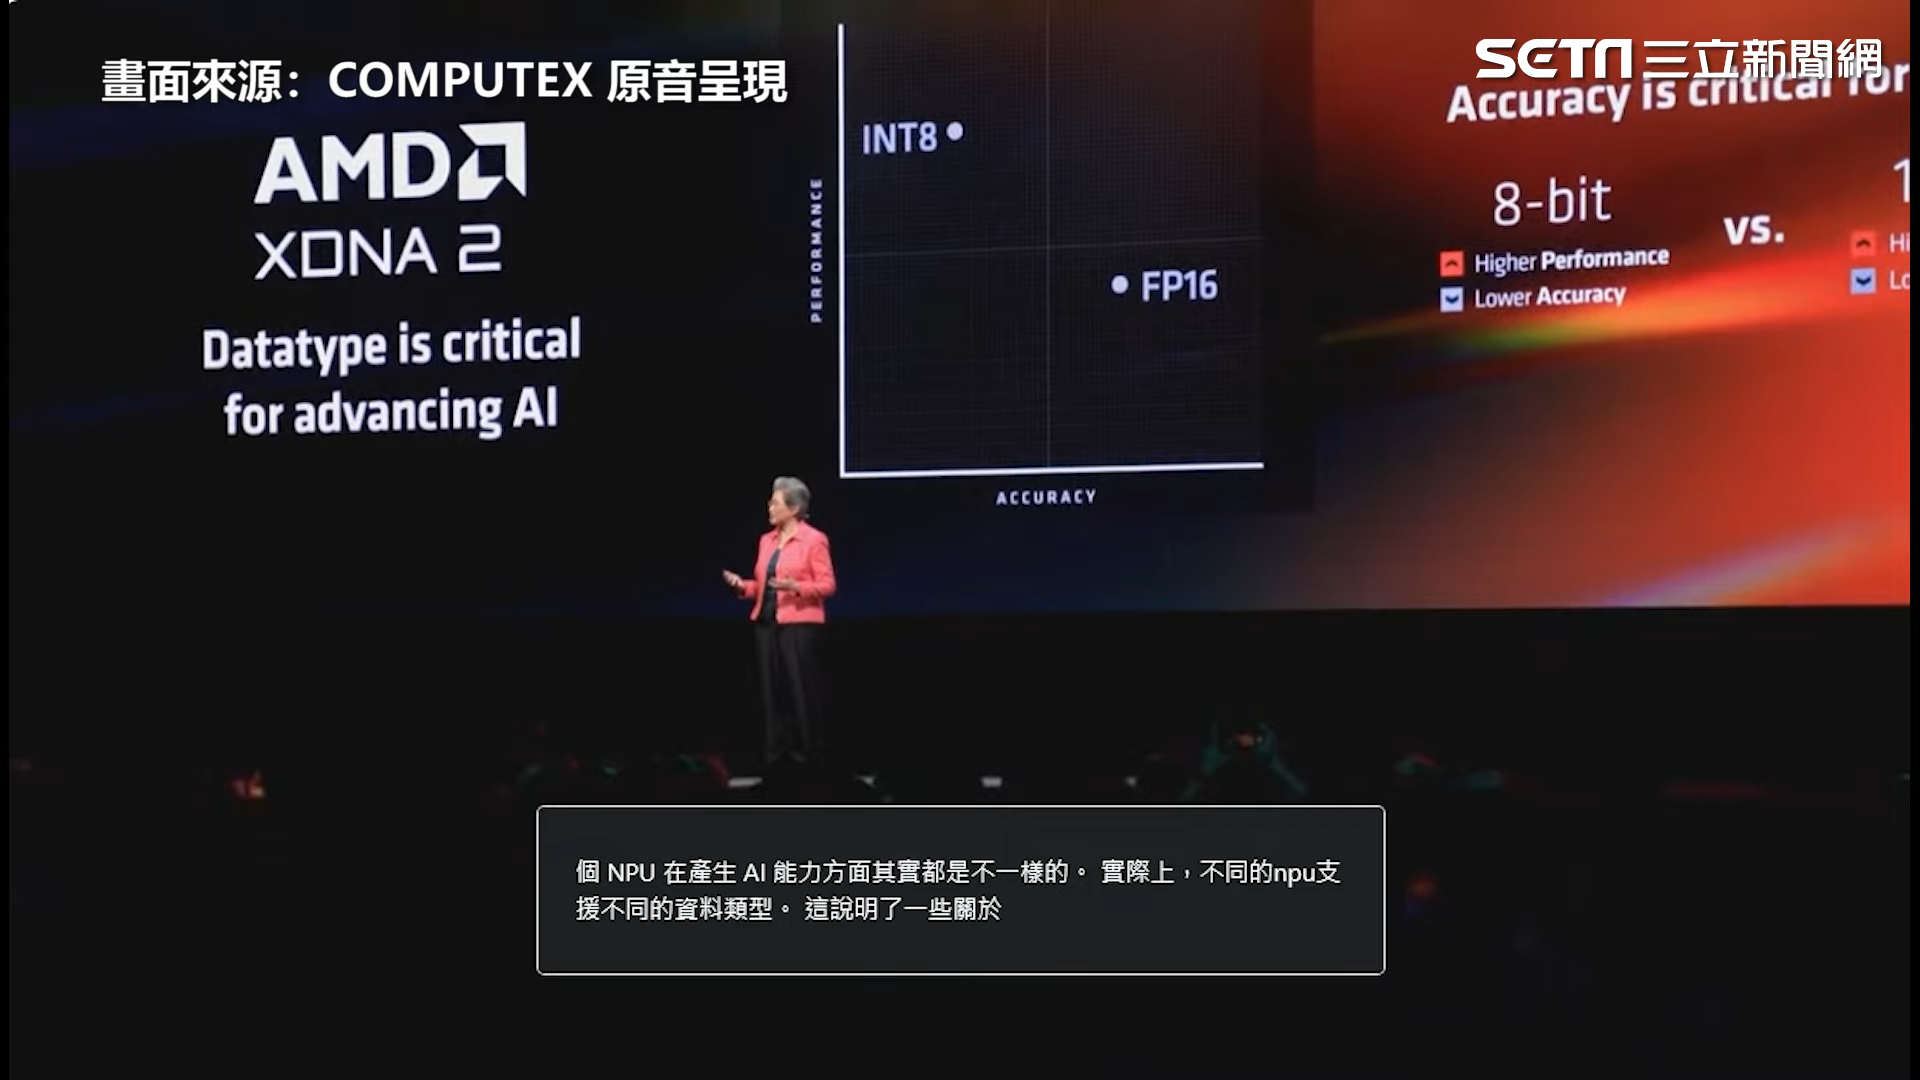 畫面來源：COMPUTEX 原音呈現
SETN 三立新聞網
AMD
XDNA 2
Datatype is critical
for advancing AI
PERFORMANCE
INT8
FP16
ACCURACY
Accuracy is critical for
8-bit
Higher Performance
Lower Accuracy
vs.
個 NPU 在產生 AI 能力方面其實都是不一樣的。 實際上，不同的npu支
援不同的資料類型。 這說明了一些關於